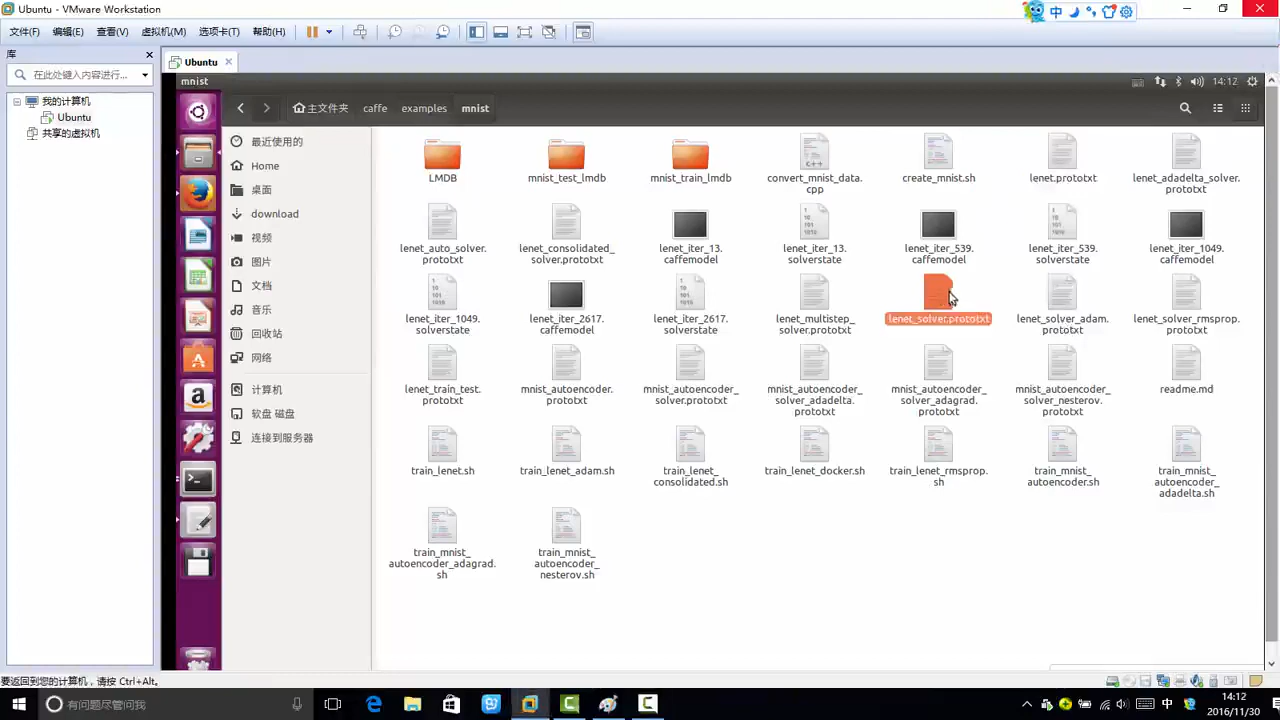 Ubuntu - VMware Workstation
中
文件(F) 编辑(E) 查看(V) 虚拟机(M) 选项卡(T) 帮助(H)
库
在此处键入内容进行...
我的计算机
Ubuntu
共享的虚拟机
Ubuntu
mnist
14:12
主文件夹 caffe examples mnist
最近使用的
Home
桌面
download
视频
图片
文档
音乐
回收站
网络
计算机
软盘 磁盘
连接到服务器
LMDB
mnist_test_lmdb
mnist_train_lmdb
convert_mnist_data.
cpp
create_mnist.sh
lenet.prototxt
lenet_adadelta_solver.
prototxt
lenet_auto_solver.
prototxt
lenet_consolidated_
solver.prototxt
lenet_iter_13.
caffemodel
lenet_iter_13.
solverstate
lenet_iter_539.
caffemodel
lenet_iter_539.
solverstate
lenet_iter_1049.
caffemodel
lenet_iter_1049.
solverstate
lenet_iter_2617.
caffemodel
lenet_iter_2617.
solverstate
lenet_multistep_
solver.prototxt
lenet_solver.prototxt
lenet_solver_adam.
prototxt
lenet_solver_rmsprop.
prototxt
lenet_train_test.
prototxt
mnist_autoencoder.
prototxt
mnist_autoencoder_
solver.prototxt
mnist_autoencoder_
solver_adadelta.
prototxt
mnist_autoencoder_
solver_adagrad.
prototxt
mnist_autoencoder_
solver_nesterov.
prototxt
readme.md
train_lenet.sh
train_lenet_adam.sh
train_lenet_
consolidated.sh
train_lenet_docker.sh
train_lenet_rmsprop.
sh
train_mnist_
autoencoder.sh
train_mnist_
autoencoder_
adadelta.sh
train_mnist_
autoencoder_adagrad.
sh
train_mnist_
autoencoder_
nesterov.sh
要返回到您的计算机，请按 Ctrl+Alt。
有问题尽管问我
中
14:12
2016/11/30